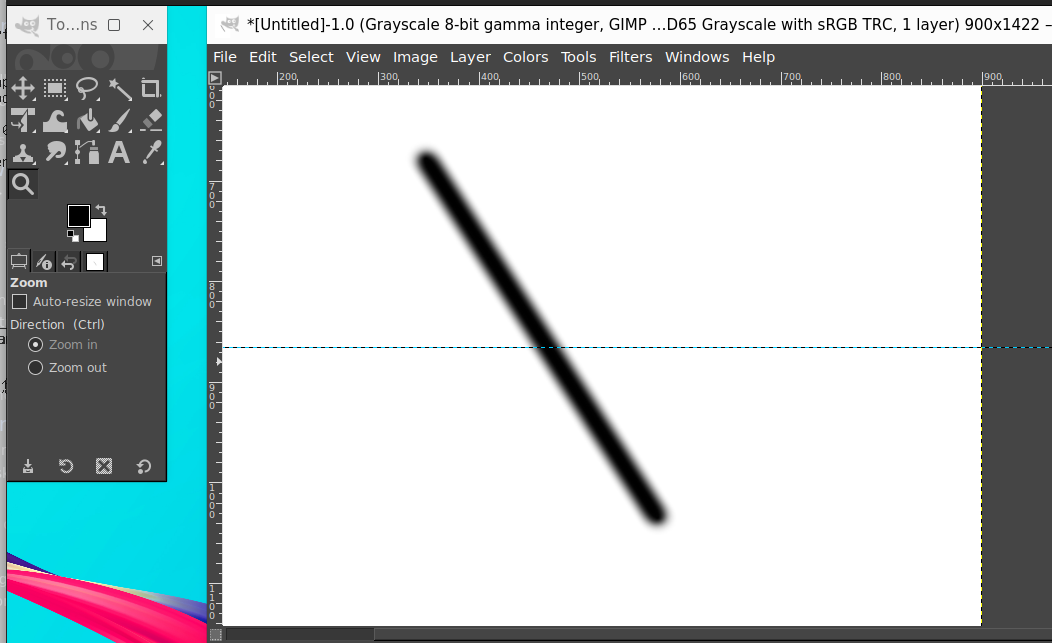 To...ns
*[Untitled]-1.0 (Grayscale 8-bit gamma integer, GIMP ...D65 Grayscale with sRGB TRC, 1 layer) 900x1422 –
File Edit Select View Image Layer Colors Tools Filters Windows Help
200 300 400 500 600 700 800 900
700
800
900
1000
1100
Zoom
Auto-resize window
Direction (Ctrl)
Zoom in
Zoom out